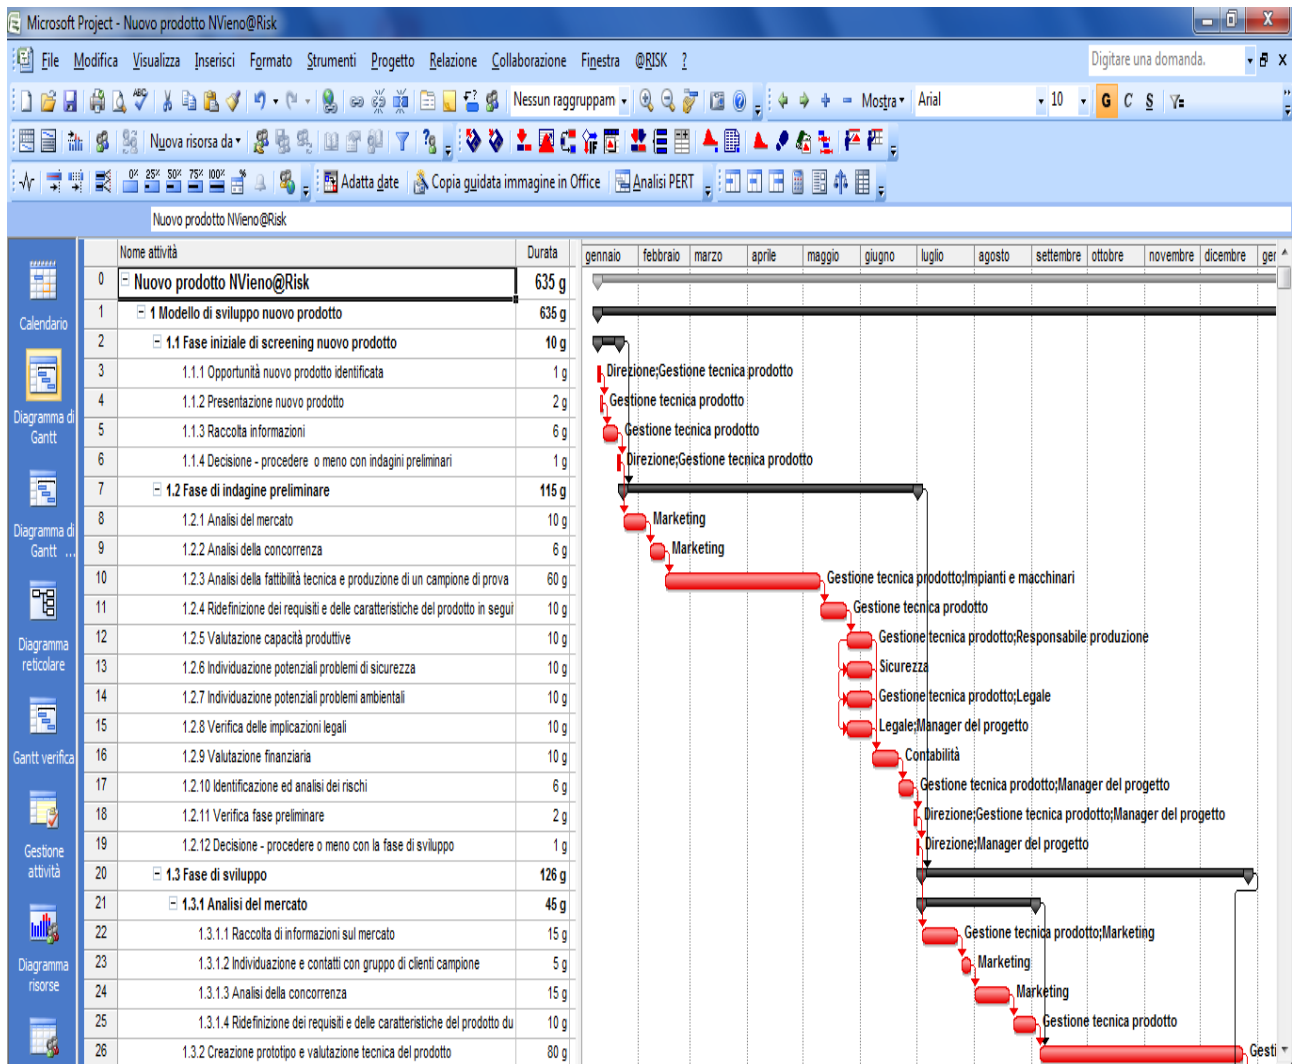 Microsoft Project - Nuovo prodotto NVieno@Risk
File Modifica Visualizza Inserisci Formato Strumenti Progetto Relazione Collaborazione Finestra @RISK ? Digitare una domanda.
Nessun raggruppam Mostra Arial 10 G C S
Nuova risorsa da
0% 25% 50% 75% 100% Adatta date Copia guidata immagine in Office Analisi PERT
Nuovo prodotto NVieno@Risk
Nome attività Durata gennaio febbraio marzo aprile maggio giugno luglio agosto settembre ottobre novembre dicembre ger
0 Nuovo prodotto NVieno@Risk 635 g
1 1 Modello di sviluppo nuovo prodotto 635 g
2 1.1 Fase iniziale di screening nuovo prodotto 10 g
3 1.1.1 Opportunità nuovo prodotto identificata 1 g Direzione;Gestione tecnica prodotto
4 1.1.2 Presentazione nuovo prodotto 2 g Gestione tecnica prodotto
5 1.1.3 Raccolta informazioni 6 g Gestione tecnica prodotto
6 1.1.4 Decisione - procedere o meno con indagini preliminari 1 g Direzione;Gestione tecnica prodotto
7 1.2 Fase di indagine preliminare 115 g
8 1.2.1 Analisi del mercato 10 g Marketing
9 1.2.2 Analisi della concorrenza 6 g Marketing
10 1.2.3 Analisi della fattibilità tecnica e produzione di un campione di prova 60 g Gestione tecnica prodotto;Impianti e macchinari
11 1.2.4 Ridefinizione dei requisiti e delle caratteristiche del prodotto in segui 10 g Gestione tecnica prodotto
12 1.2.5 Valutazione capacità produttive 10 g Gestione tecnica prodotto;Responsabile produzione
13 1.2.6 Individuazione potenziali problemi di sicurezza 10 g Sicurezza
14 1.2.7 Individuazione potenziali problemi ambientali 10 g Gestione tecnica prodotto;Legale
15 1.2.8 Verifica delle implicazioni legali 10 g Legale;Manager del progetto
16 1.2.9 Valutazione finanziaria 10 g Contabilità
17 1.2.10 Identificazione ed analisi dei rischi 6 g Gestione tecnica prodotto;Manager del progetto
18 1.2.11 Verifica fase preliminare 2 g Direzione;Gestione tecnica prodotto;Manager del progetto
19 1.2.12 Decisione - procedere o meno con la fase di sviluppo 1 g Direzione;Manager del progetto
20 1.3 Fase di sviluppo 126 g
21 1.3.1 Analisi del mercato 45 g
22 1.3.1.1 Raccolta di informazioni sul mercato 15 g Gestione tecnica prodotto;Marketing
23 1.3.1.2 Individuazione e contatti con gruppo di clienti campione 5 g Marketing
24 1.3.1.3 Analisi della concorrenza 15 g Marketing
25 1.3.1.4 Ridefinizione dei requisiti e delle caratteristiche del prodotto du 10 g Gestione tecnica prodotto
26 1.3.2 Creazione prototipo e valutazione tecnica del prodotto 80 g Gesti
Calendario
Diagramma di
Gantt
Diagramma di
Gantt ...
Diagramma
reticolare
Gantt verifica
Gestione
attività
Diagramma
risorse